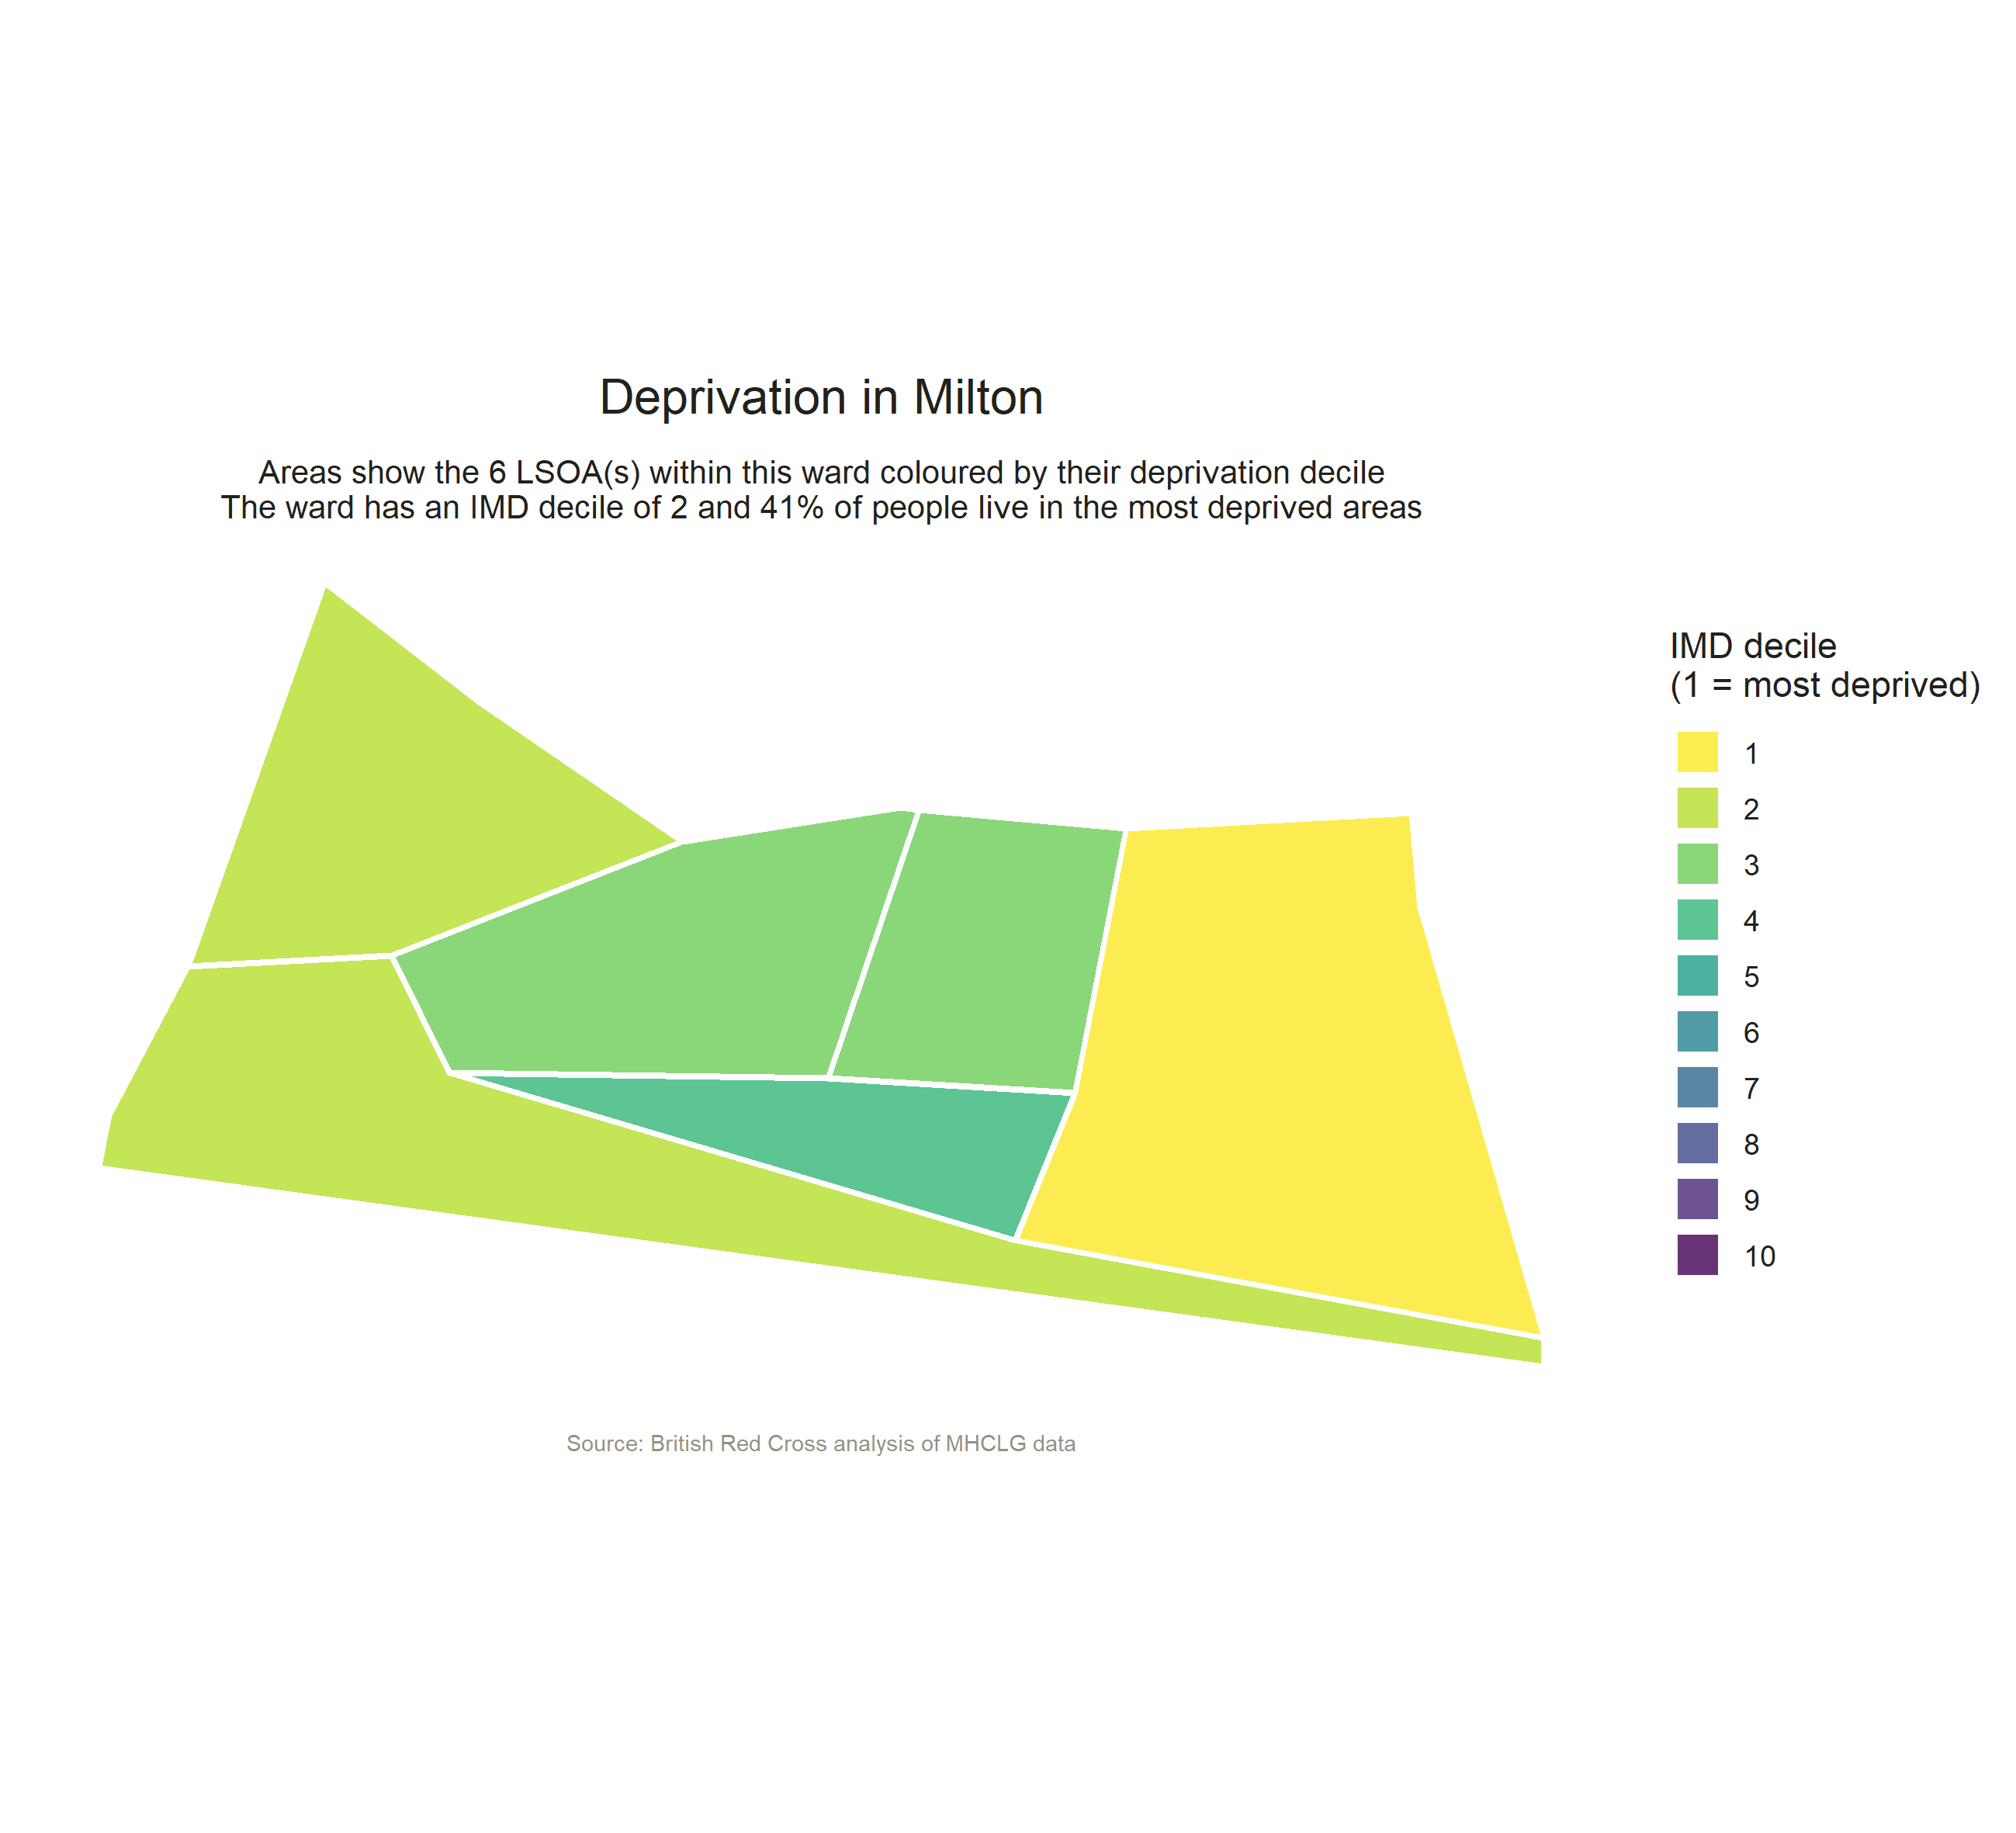 Deprivation in Milton
Areas show the 6 LSOA(s) within this ward coloured by their deprivation decile
The ward has an IMD decile of 2 and 41% of people live in the most deprived areas
IMD decile
(1 = most deprived)
1
2
3
4
5
6
7
8
9
10
Source: British Red Cross analysis of MHCLG data